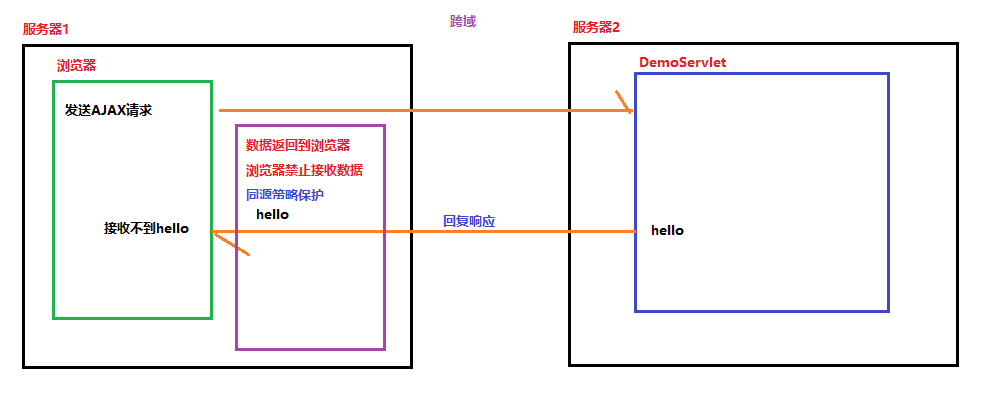 跨域
服务器1
服务器2
浏览器
DemoServlet
发送AJAX请求
数据返回到浏览器
浏览器禁止接收数据
同源策略保护
hello
接收不到hello
回复响应
hello